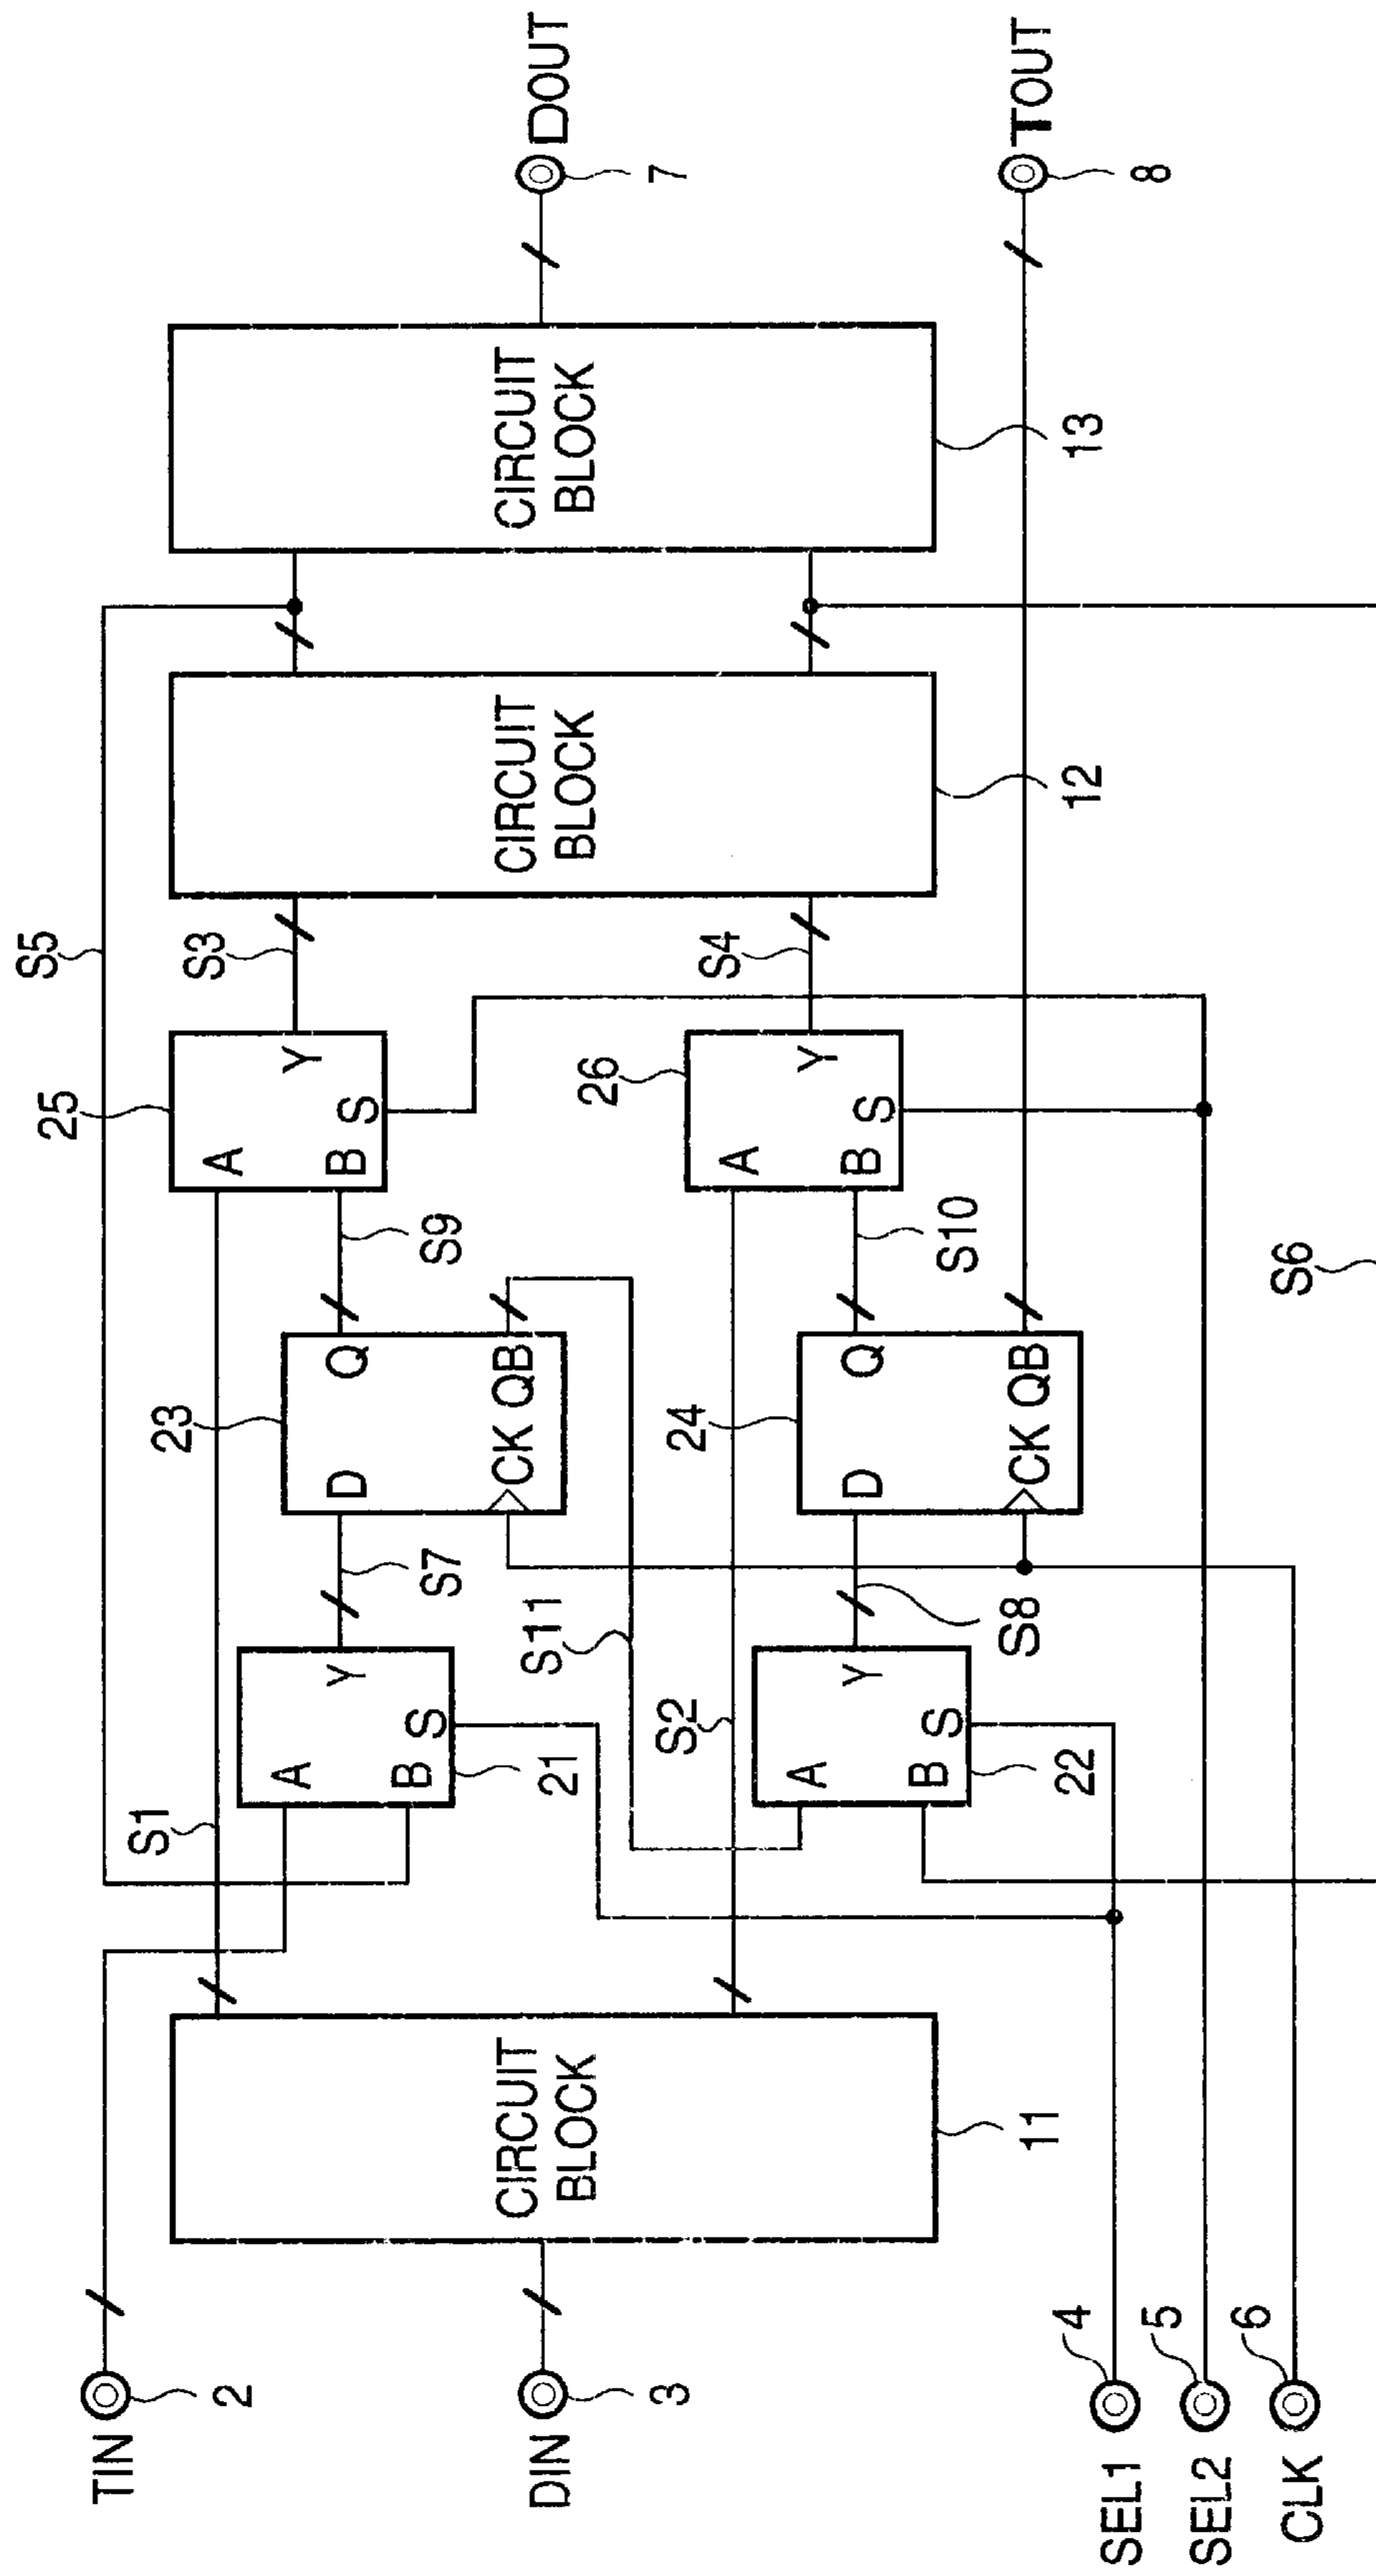 TIN
2
DIN
3
SEL1
4
SEL2
5
CLK
6
CIRCUIT
BLOCK
11
S1
S2
A
B
S
Y
21
A
B
S
Y
22
S7
S8
S11
D
Q
CK QB
23
D
Q
CK QB
24
S9
S10
A
B
S
Y
25
A
B
S
Y
26
S3
S4
S5
S6
CIRCUIT
BLOCK
12
CIRCUIT
BLOCK
13
DOUT
7
TOUT
8